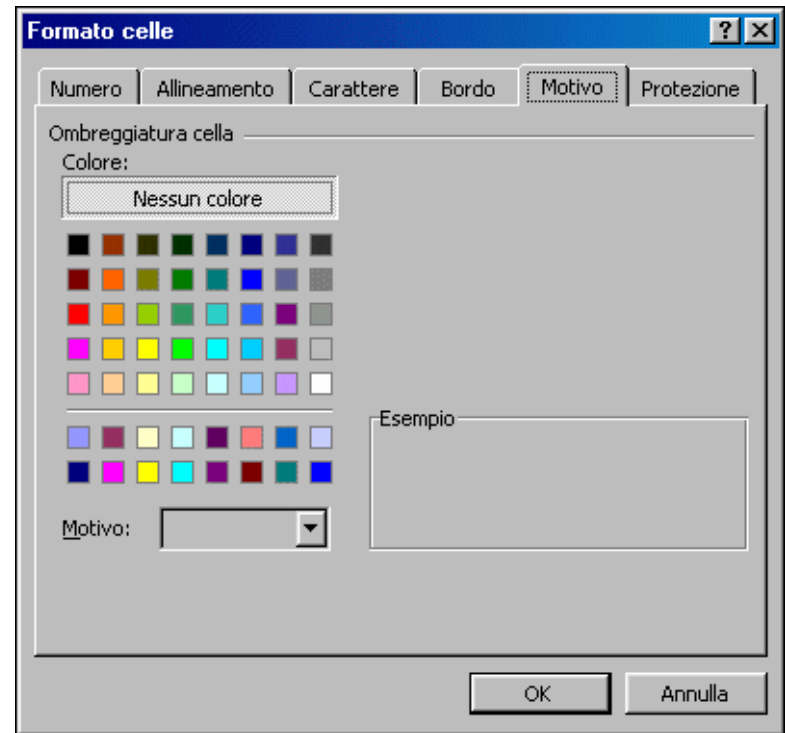 Formato celle
Numero Allineamento Carattere Bordo Motivo Protezione
Ombreggiatura cella
Colore:
Nessun colore
Esempio
Motivo:
OK Annulla